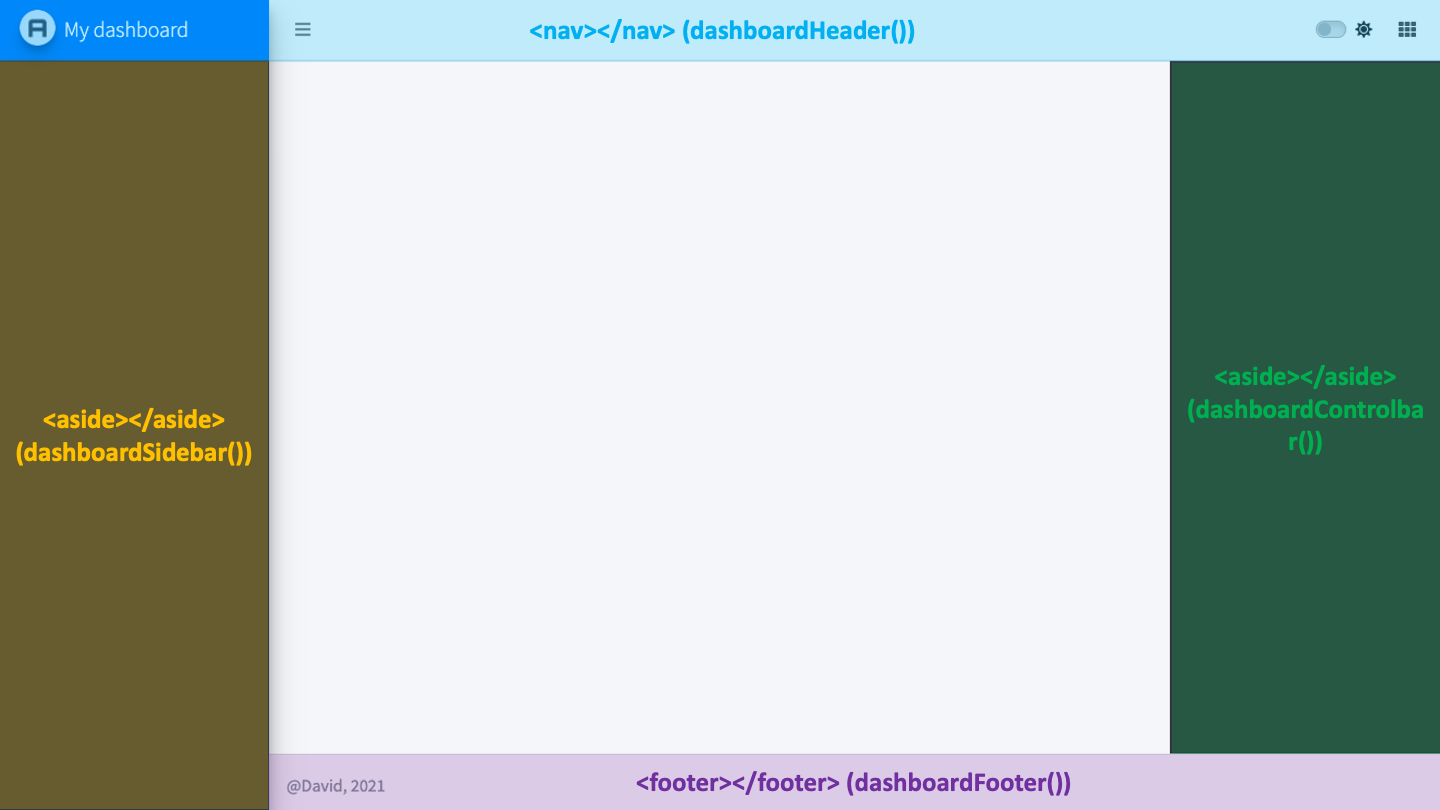 A My dashboard
<nav></nav> (dashboardHeader())
<aside></aside>
(dashboardSidebar())
<aside></aside>
(dashboardControlba
r())
@David, 2021
<footer></footer> (dashboardFooter())